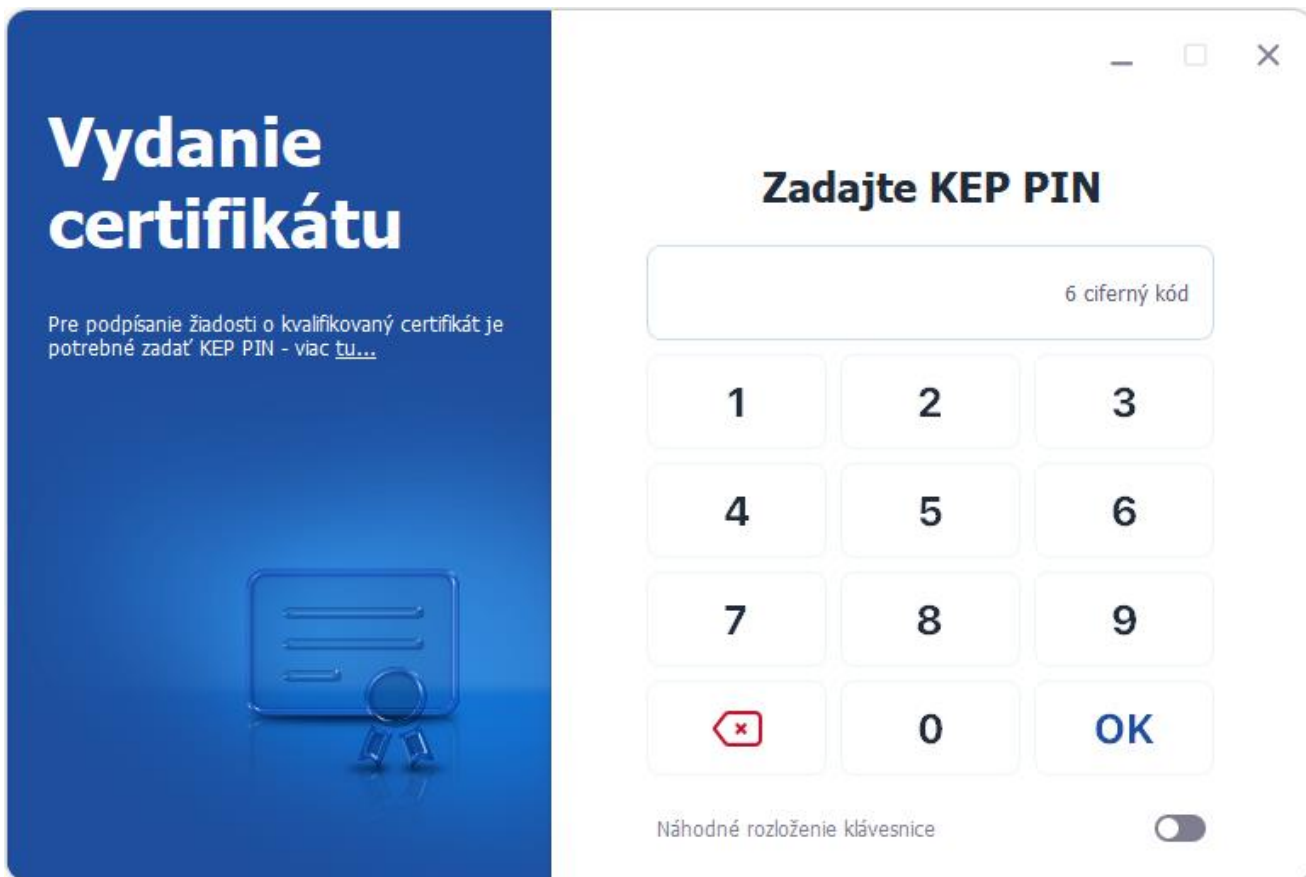 Vydanie
certifikátu
Pre podpísanie žiadosti o kvalifikovaný certifikát je
potrebné zadať KEP PIN - viac tu...
Zadajte KEP PIN
6 ciferný kód
1 2 3
4 5 6
7 8 9
0 OK
Náhodné rozloženie klávesnice